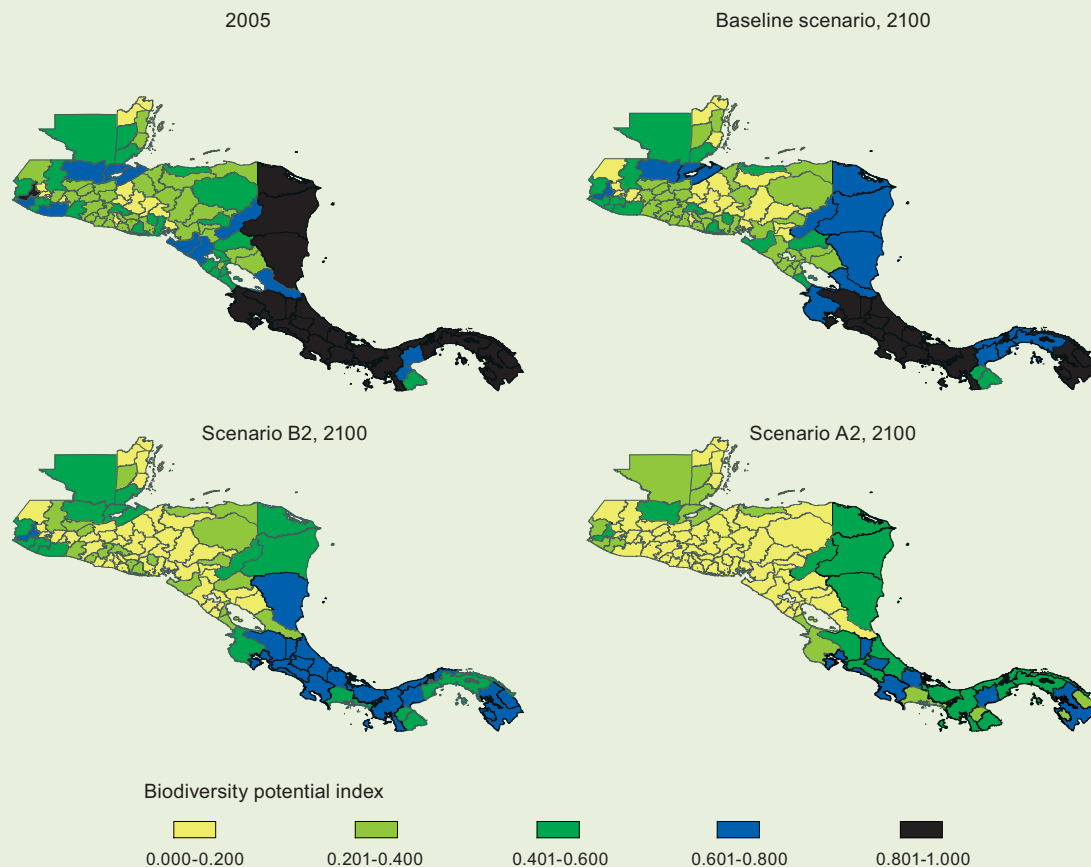 2005
Baseline scenario, 2100
Scenario B2, 2100
Scenario A2, 2100
Biodiversity potential index
0.000-0.200
0.201-0.400
0.401-0.600
0.601-0.800
0.801-1.000